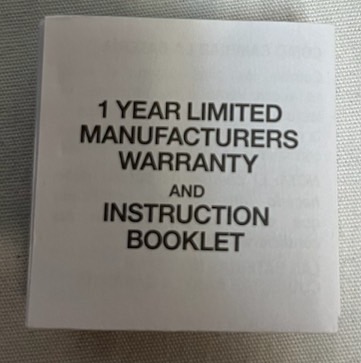 1 YEAR LIMITED
MANUFACTURERS
WARRANTY
AND
INSTRUCTION
BOOKLET